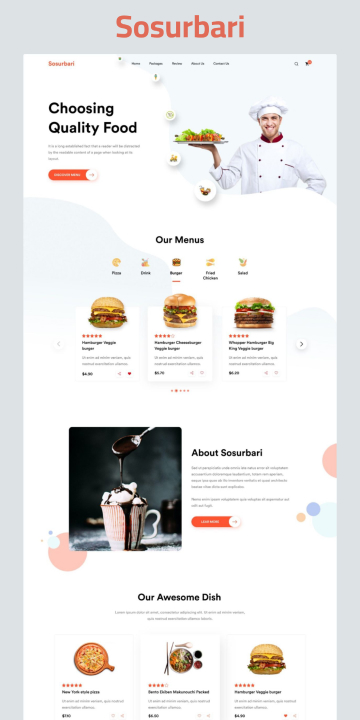 Sosurbari
Sosurbari
Home Packages Review About Us Contact Us
Choosing
Quality Food
It is a long established fact that a reader will be distracted
by the readable content of a page when looking at its
layout.
DISCOVER MENU
Our Menus
Pizza Drink Burger Fried Salad
Chicken
Hamburger Veggie
burger
Ut enim ad minim veniam, quis
nostrud exercitation ullamco.
$4.90
Hamburger Cheeseburger
Veggie burger
Ut enim ad minim veniam, quis
nostrud exercitation ullamco.
$5.70
Whopper Hamburger Big
King Veggie burger
Ut enim ad minim veniam, quis
nostrud exercitation ullamco.
$6.20
About Sosurbari
Sed ut perspiciatis unde omnis iste natus error sit voluptatem
accusantium doloremque laudantium, totam rem aperiam,
eaque ipsa quae ab illo inventore veritatis et quasi architecto
beatae vitae dicta sunt explicabo.
Nemo enim ipsam voluptatem quia voluptas sit aspernatur aut
odit aut fugit.
Our Awesome Dish
Lorem ipsum dolor sit amet, consectetur adipiscing elit. Ut enim ad minim veniam,
quis nostrud exercitation ullamco laboris.
New York-style pizza
Ut enim ad minim veniam, quis nostrud
exercitation ullamco.
$7.10
Bento Osban Makunouchi Packed
Ut enim ad minim veniam, quis nostrud
exercitation ullamco.
$5.50
Hamburger Veggie burger
Ut enim ad minim veniam, quis nostrud
exercitation ullamco.
$4.90